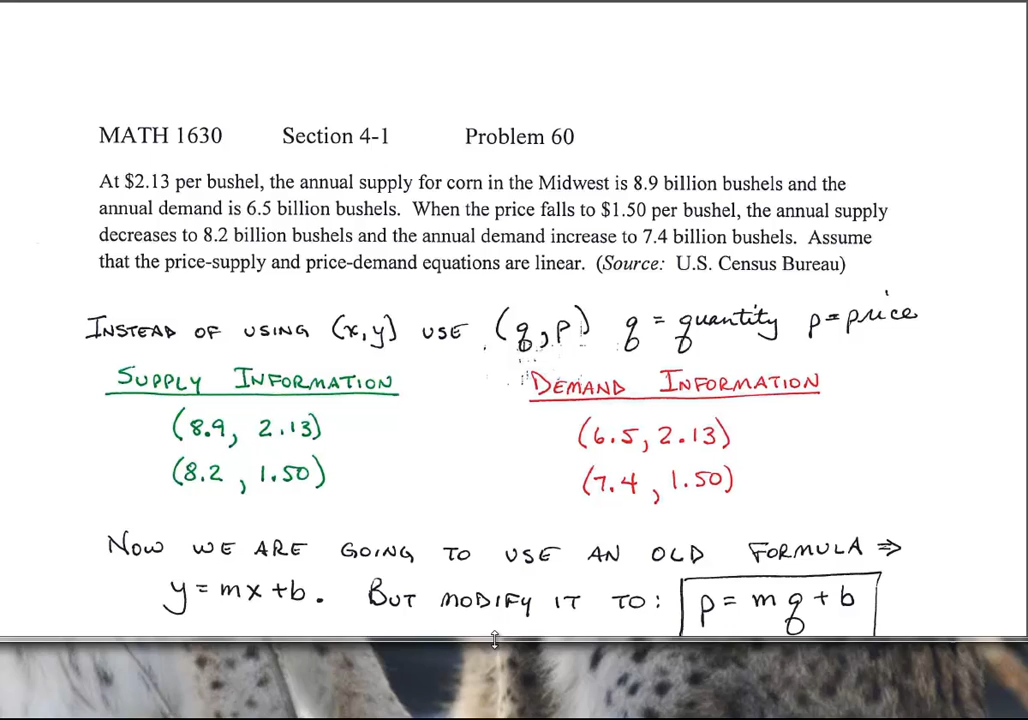 MATH 1630 Section 4-1 Problem 60
At $2.13 per bushel, the annual supply for corn in the Midwest is 8.9 billion bushels and the
annual demand is 6.5 billion bushels. When the price falls to $1.50 per bushel, the annual supply
decreases to 8.2 billion bushels and the annual demand increase to 7.4 billion bushels. Assume
that the price-supply and price-demand equations are linear. (Source: U.S. Census Bureau)
INSTEAD OF USING (x,y) USE (q,p) q = quantity p=price
SUPPLY INFORMATION DEMAND INFORMATION
(8.9, 2.13) (6.5, 2.13)
(8.2, 1.50) (7.4, 1.50)
NOW WE ARE GOING TO USE AN OLD FORMULA ⇒
y = mx + b. BUT MODIFY IT TO: p = mq + b